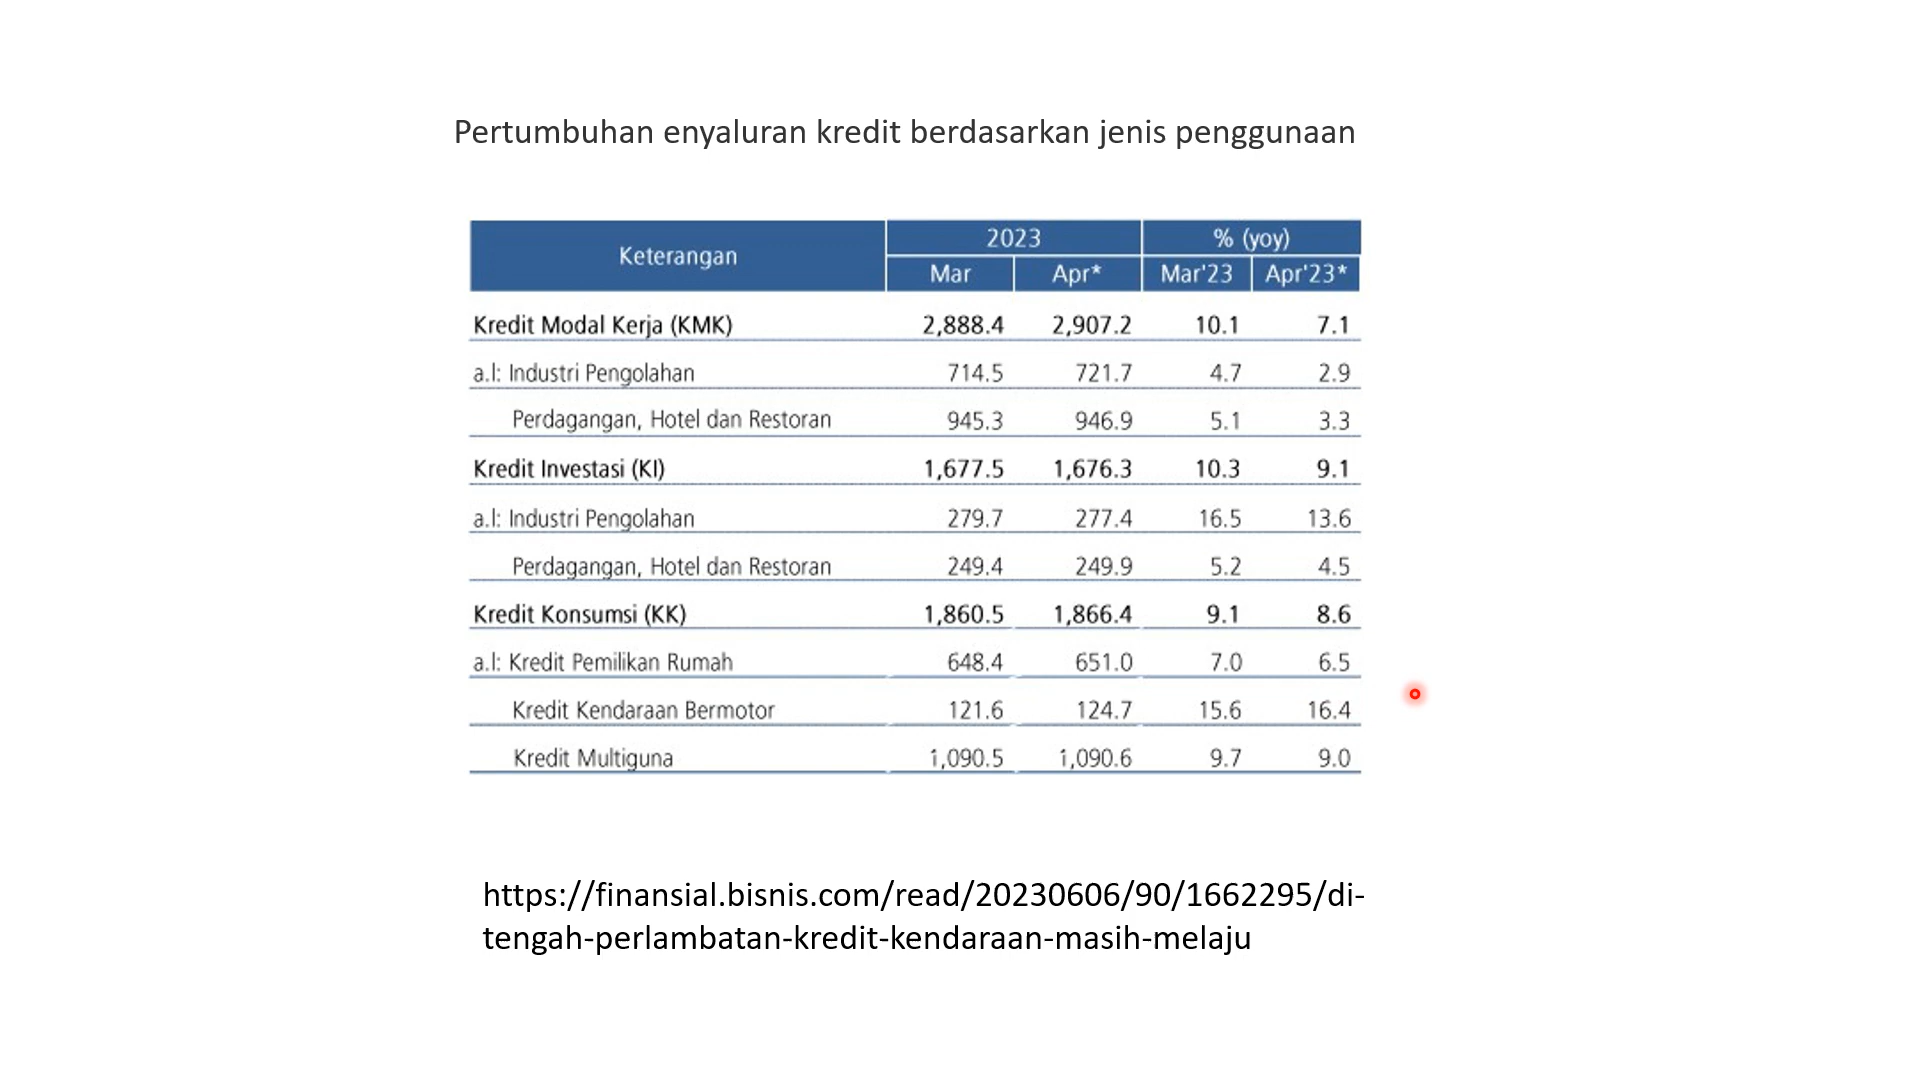 Pertumbuhan enyaluran kredit berdasarkan jenis penggunaan
Keterangan 2023 % (yoy)
Mar Apr* Mar'23 Apr'23*
Kredit Modal Kerja (KMK) 2,888.4 2,907.2 10.1 7.1
a.l: Industri Pengolahan 714.5 721.7 4.7 2.9
Perdagangan, Hotel dan Restoran 945.3 946.9 5.1 3.3
Kredit Investasi (KI) 1,677.5 1,676.3 10.3 9.1
a.l: Industri Pengolahan 279.7 277.4 16.5 13.6
Perdagangan, Hotel dan Restoran 249.4 249.9 5.2 4.5
Kredit Konsumsi (KK) 1,860.5 1,866.4 9.1 8.6
a.l: Kredit Pemilikan Rumah 648.4 651.0 7.0 6.5
Kredit Kendaraan Bermotor 121.6 124.7 15.6 16.4
Kredit Multiguna 1,090.5 1,090.6 9.7 9.0
https://finansial.bisnis.com/read/20230606/90/1662295/di-
tengah-perlambatan-kredit-kendaraan-masih-melaju